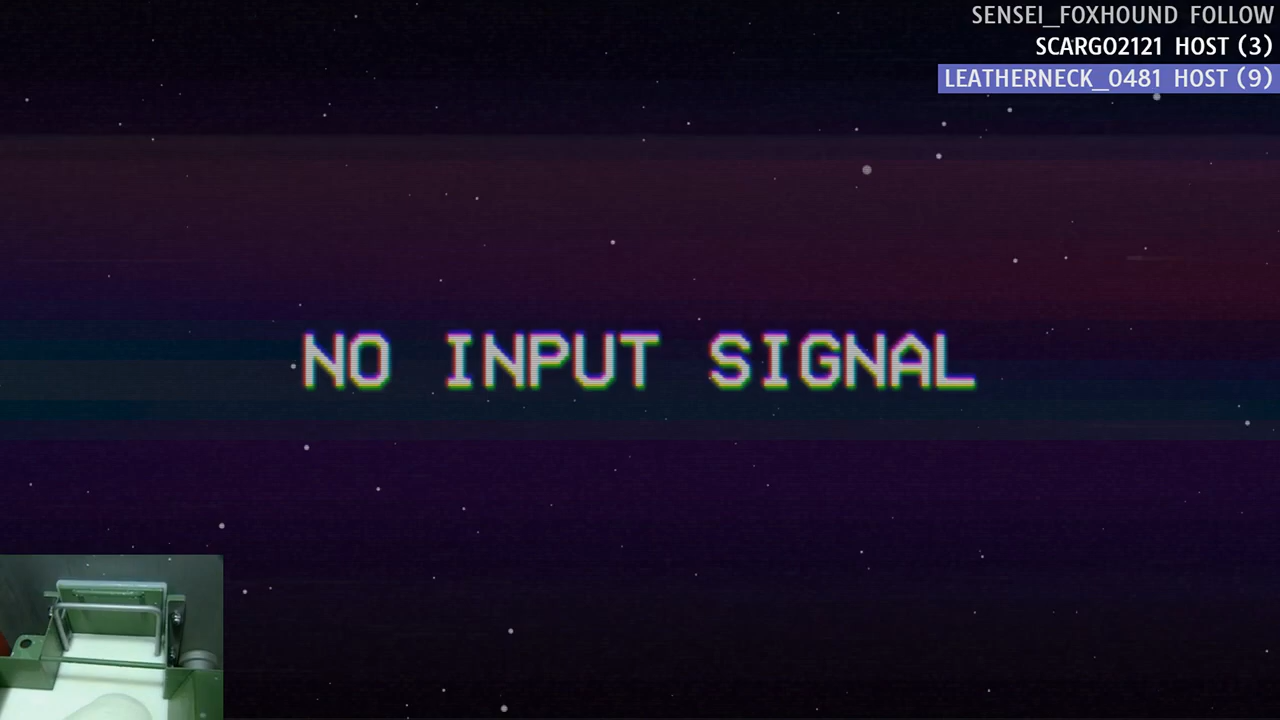 SENSEI_FOXHOUND FOLLOW
SCARGO2121 HOST (3)
LEATHERNECK_0481 HOST (9)
NO INPUT SIGNAL